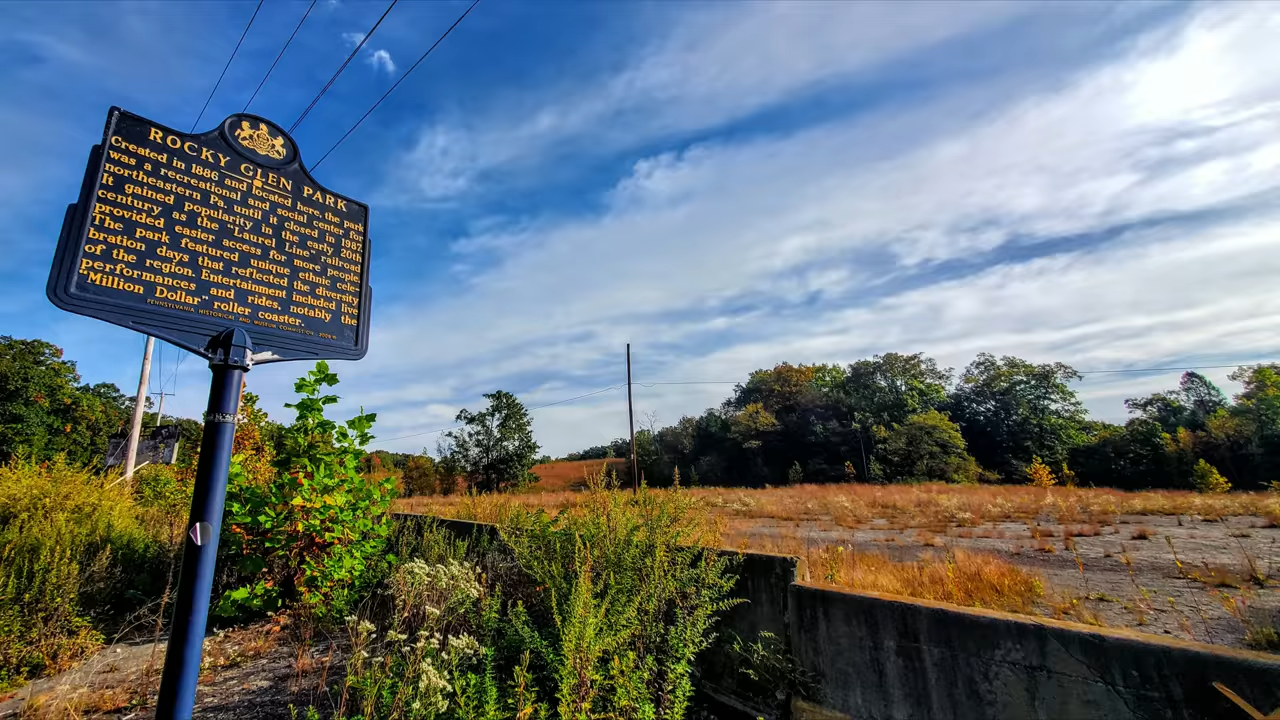 ROCKY GLEN PARK
Created in 1886 and located here, the park
was a recreational and social center for
northeastern Pa. until it closed in 1987.
It gained popularity in the early 20th
century as the "Laurel Line" railroad
provided easier access for more people.
The park featured unique ethnic cele-
bration days that reflected the diversity
of the region. Entertainment included live
performances and rides, notably the
"Million Dollar" roller coaster.
PENNSYLVANIA HISTORICAL AND MUSEUM COMMISSION